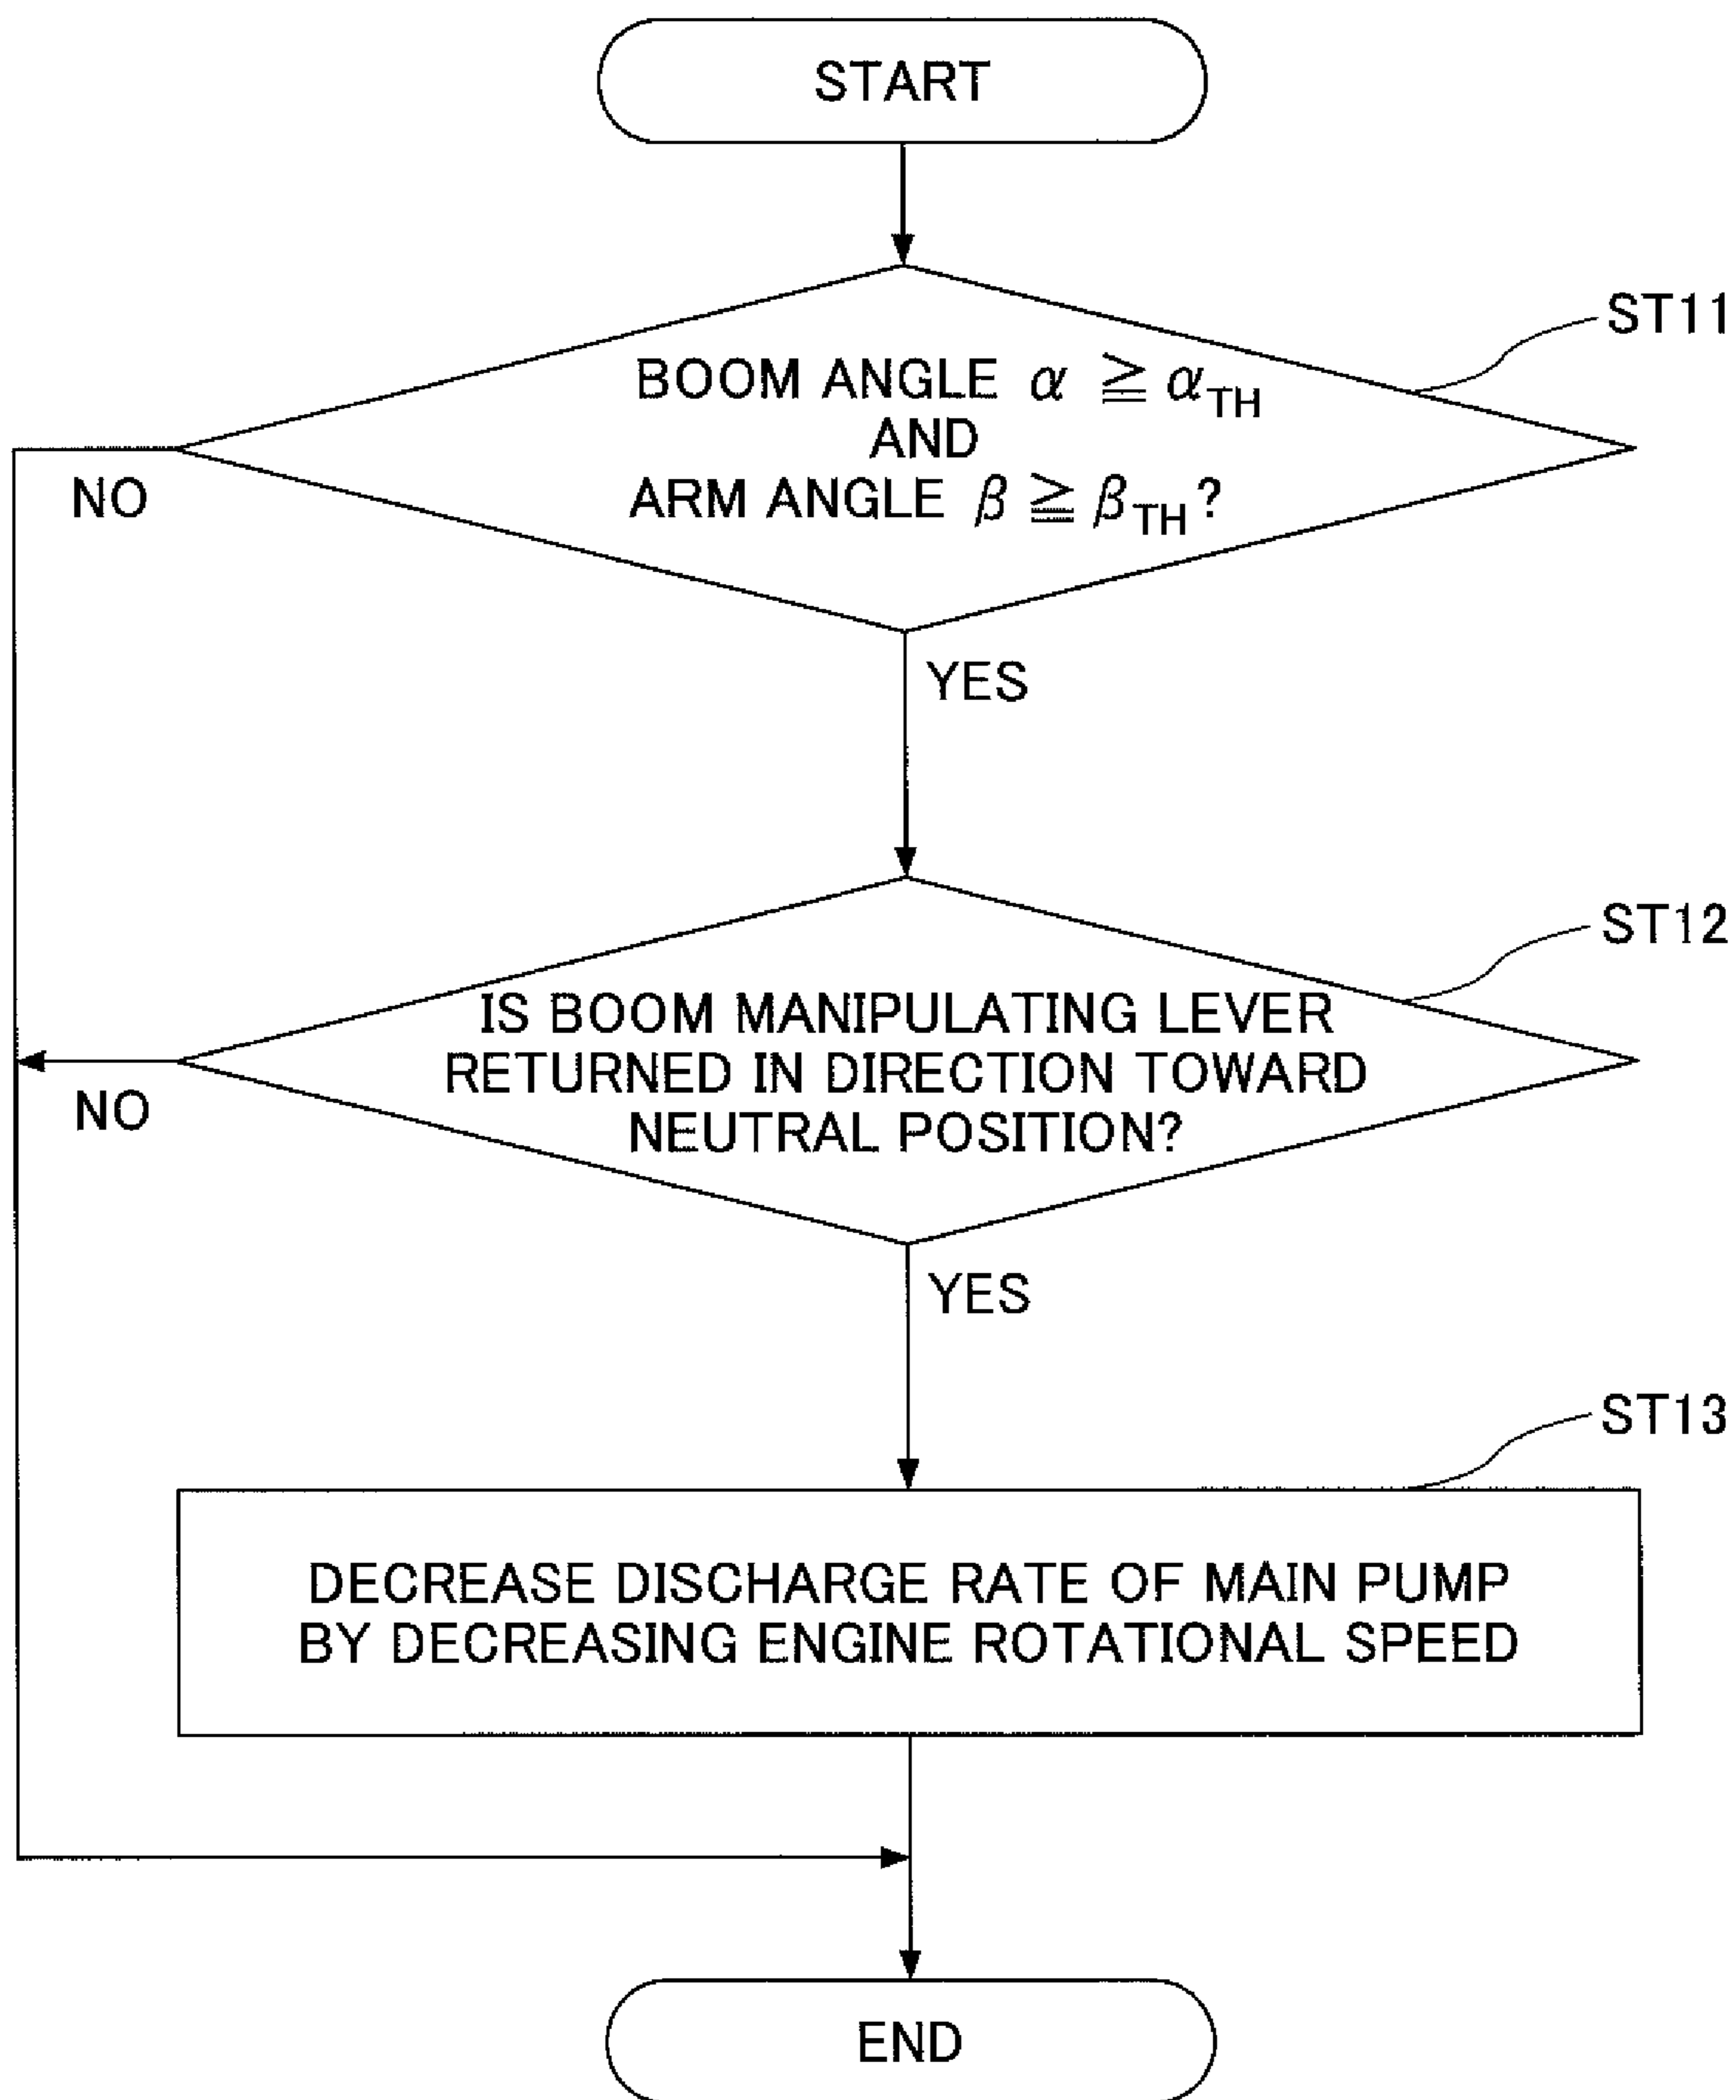 START
ST11
BOOM ANGLE α ≧ αTH
AND
ARM ANGLE β ≧ βTH?
NO
YES
ST12
IS BOOM MANIPULATING LEVER
RETURNED IN DIRECTION TOWARD
NEUTRAL POSITION?
NO
YES
ST13
DECREASE DISCHARGE RATE OF MAIN PUMP
BY DECREASING ENGINE ROTATIONAL SPEED
END